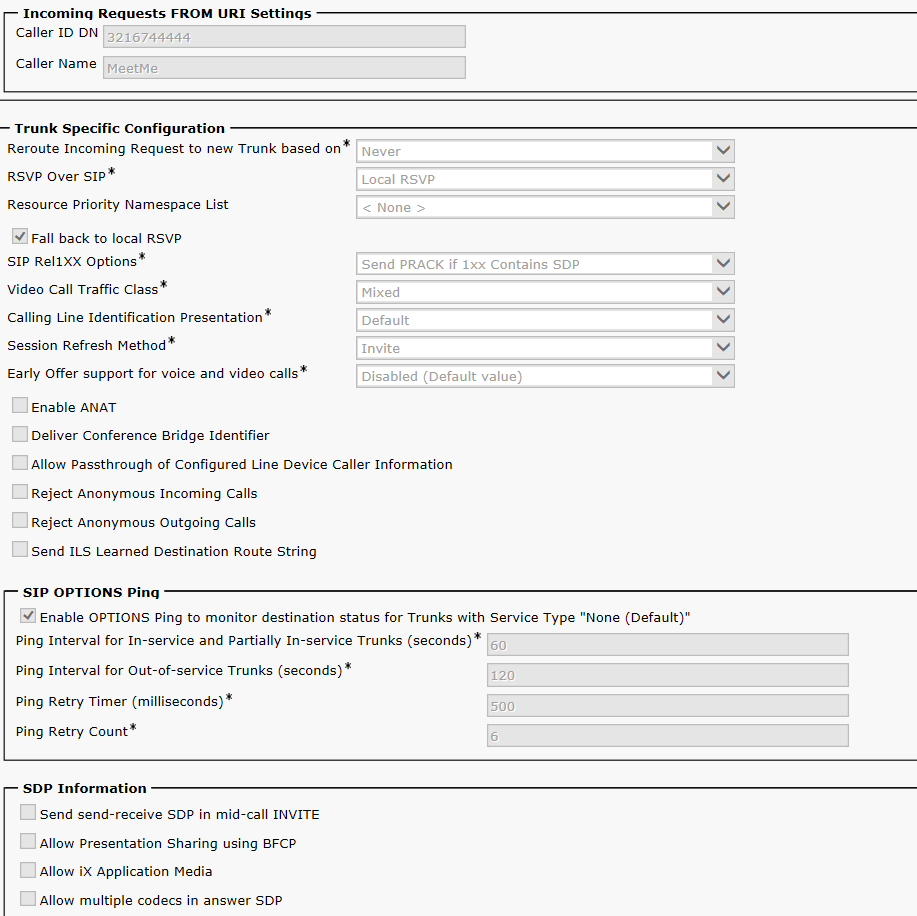 Incoming Requests FROM URI Settings
Caller ID DN 3216744444
Caller Name MeetMe
Trunk Specific Configuration
Reroute Incoming Request to new Trunk based on* Never
RSVP Over SIP* Local RSVP
Resource Priority Namespace List < None >
Fall back to local RSVP
SIP Rel1XX Options* Send PRACK if 1xx Contains SDP
Video Call Traffic Class* Mixed
Calling Line Identification Presentation* Default
Session Refresh Method* Invite
Early Offer support for voice and video calls* Disabled (Default value)
Enable ANAT
Deliver Conference Bridge Identifier
Allow Passthrough of Configured Line Device Caller Information
Reject Anonymous Incoming Calls
Reject Anonymous Outgoing Calls
Send ILS Learned Destination Route String
SIP OPTIONS Ping
Enable OPTIONS Ping to monitor destination status for Trunks with Service Type "None (Default)"
Ping Interval for In-service and Partially In-service Trunks (seconds)* 60
Ping Interval for Out-of-service Trunks (seconds)* 120
Ping Retry Timer (milliseconds)* 500
Ping Retry Count* 6
SDP Information
Send send-receive SDP in mid-call INVITE
Allow Presentation Sharing using BFCP
Allow iX Application Media
Allow multiple codecs in answer SDP